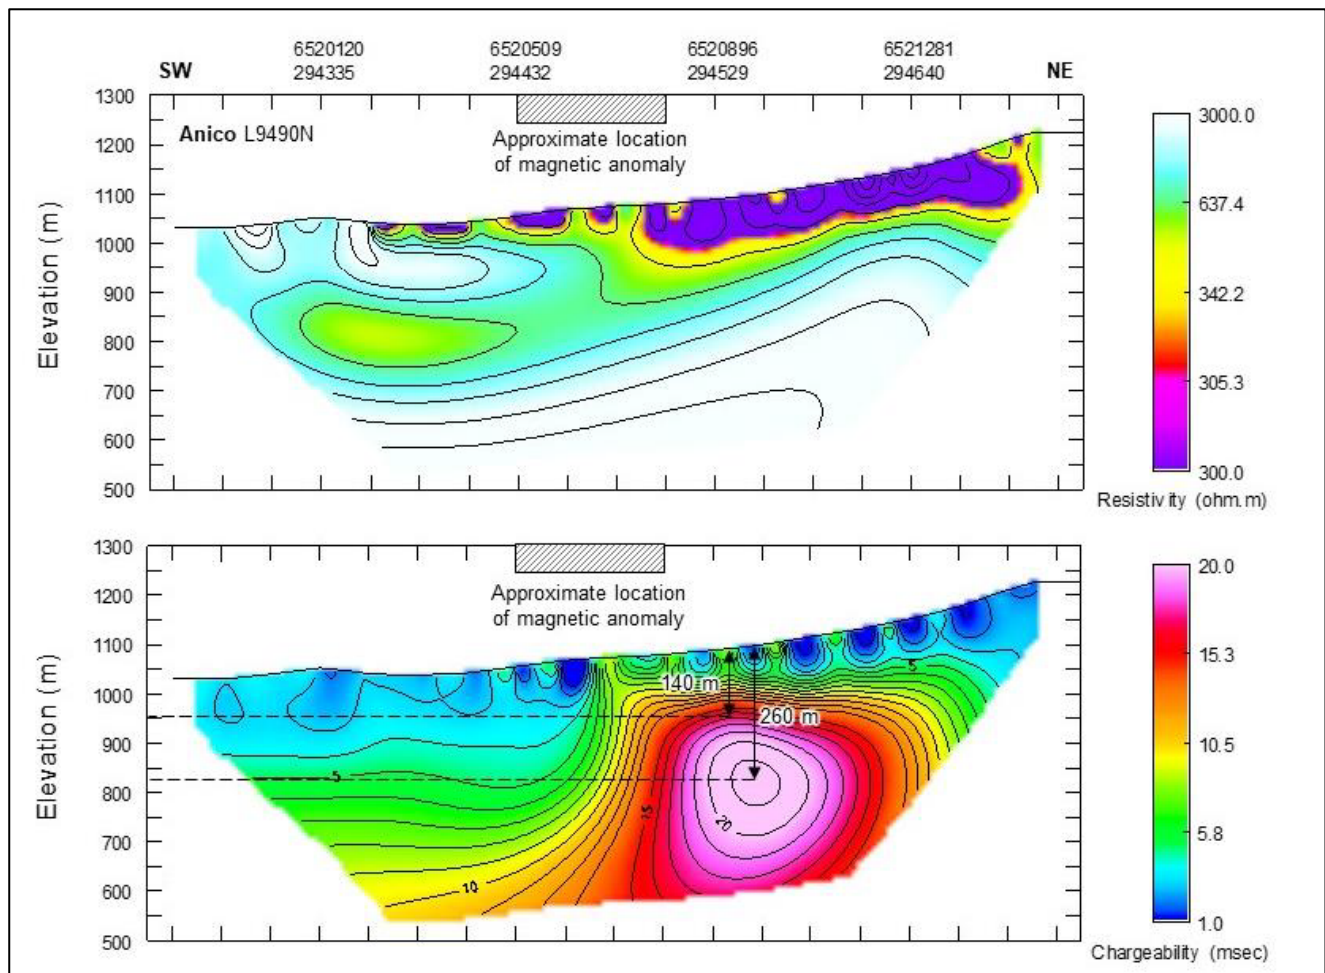 6520120 6520509 6520896 6521281
SW 294335 294432 294529 294640 NE
1300
Anico L9490N
Approximate location
of magnetic anomaly
1200
1100
1000
900
800
700
600
500
Elevation (m)
3000.0
637.4
342.2
305.3
300.0
Resistivity (ohm.m)
1300
Approximate location
of magnetic anomaly
1200
1100
1000
900
800
700
600
500
Elevation (m)
140 m
260 m
5
5
15
20
10
20.0
15.3
10.5
5.8
1.0
Chargeability (msec)